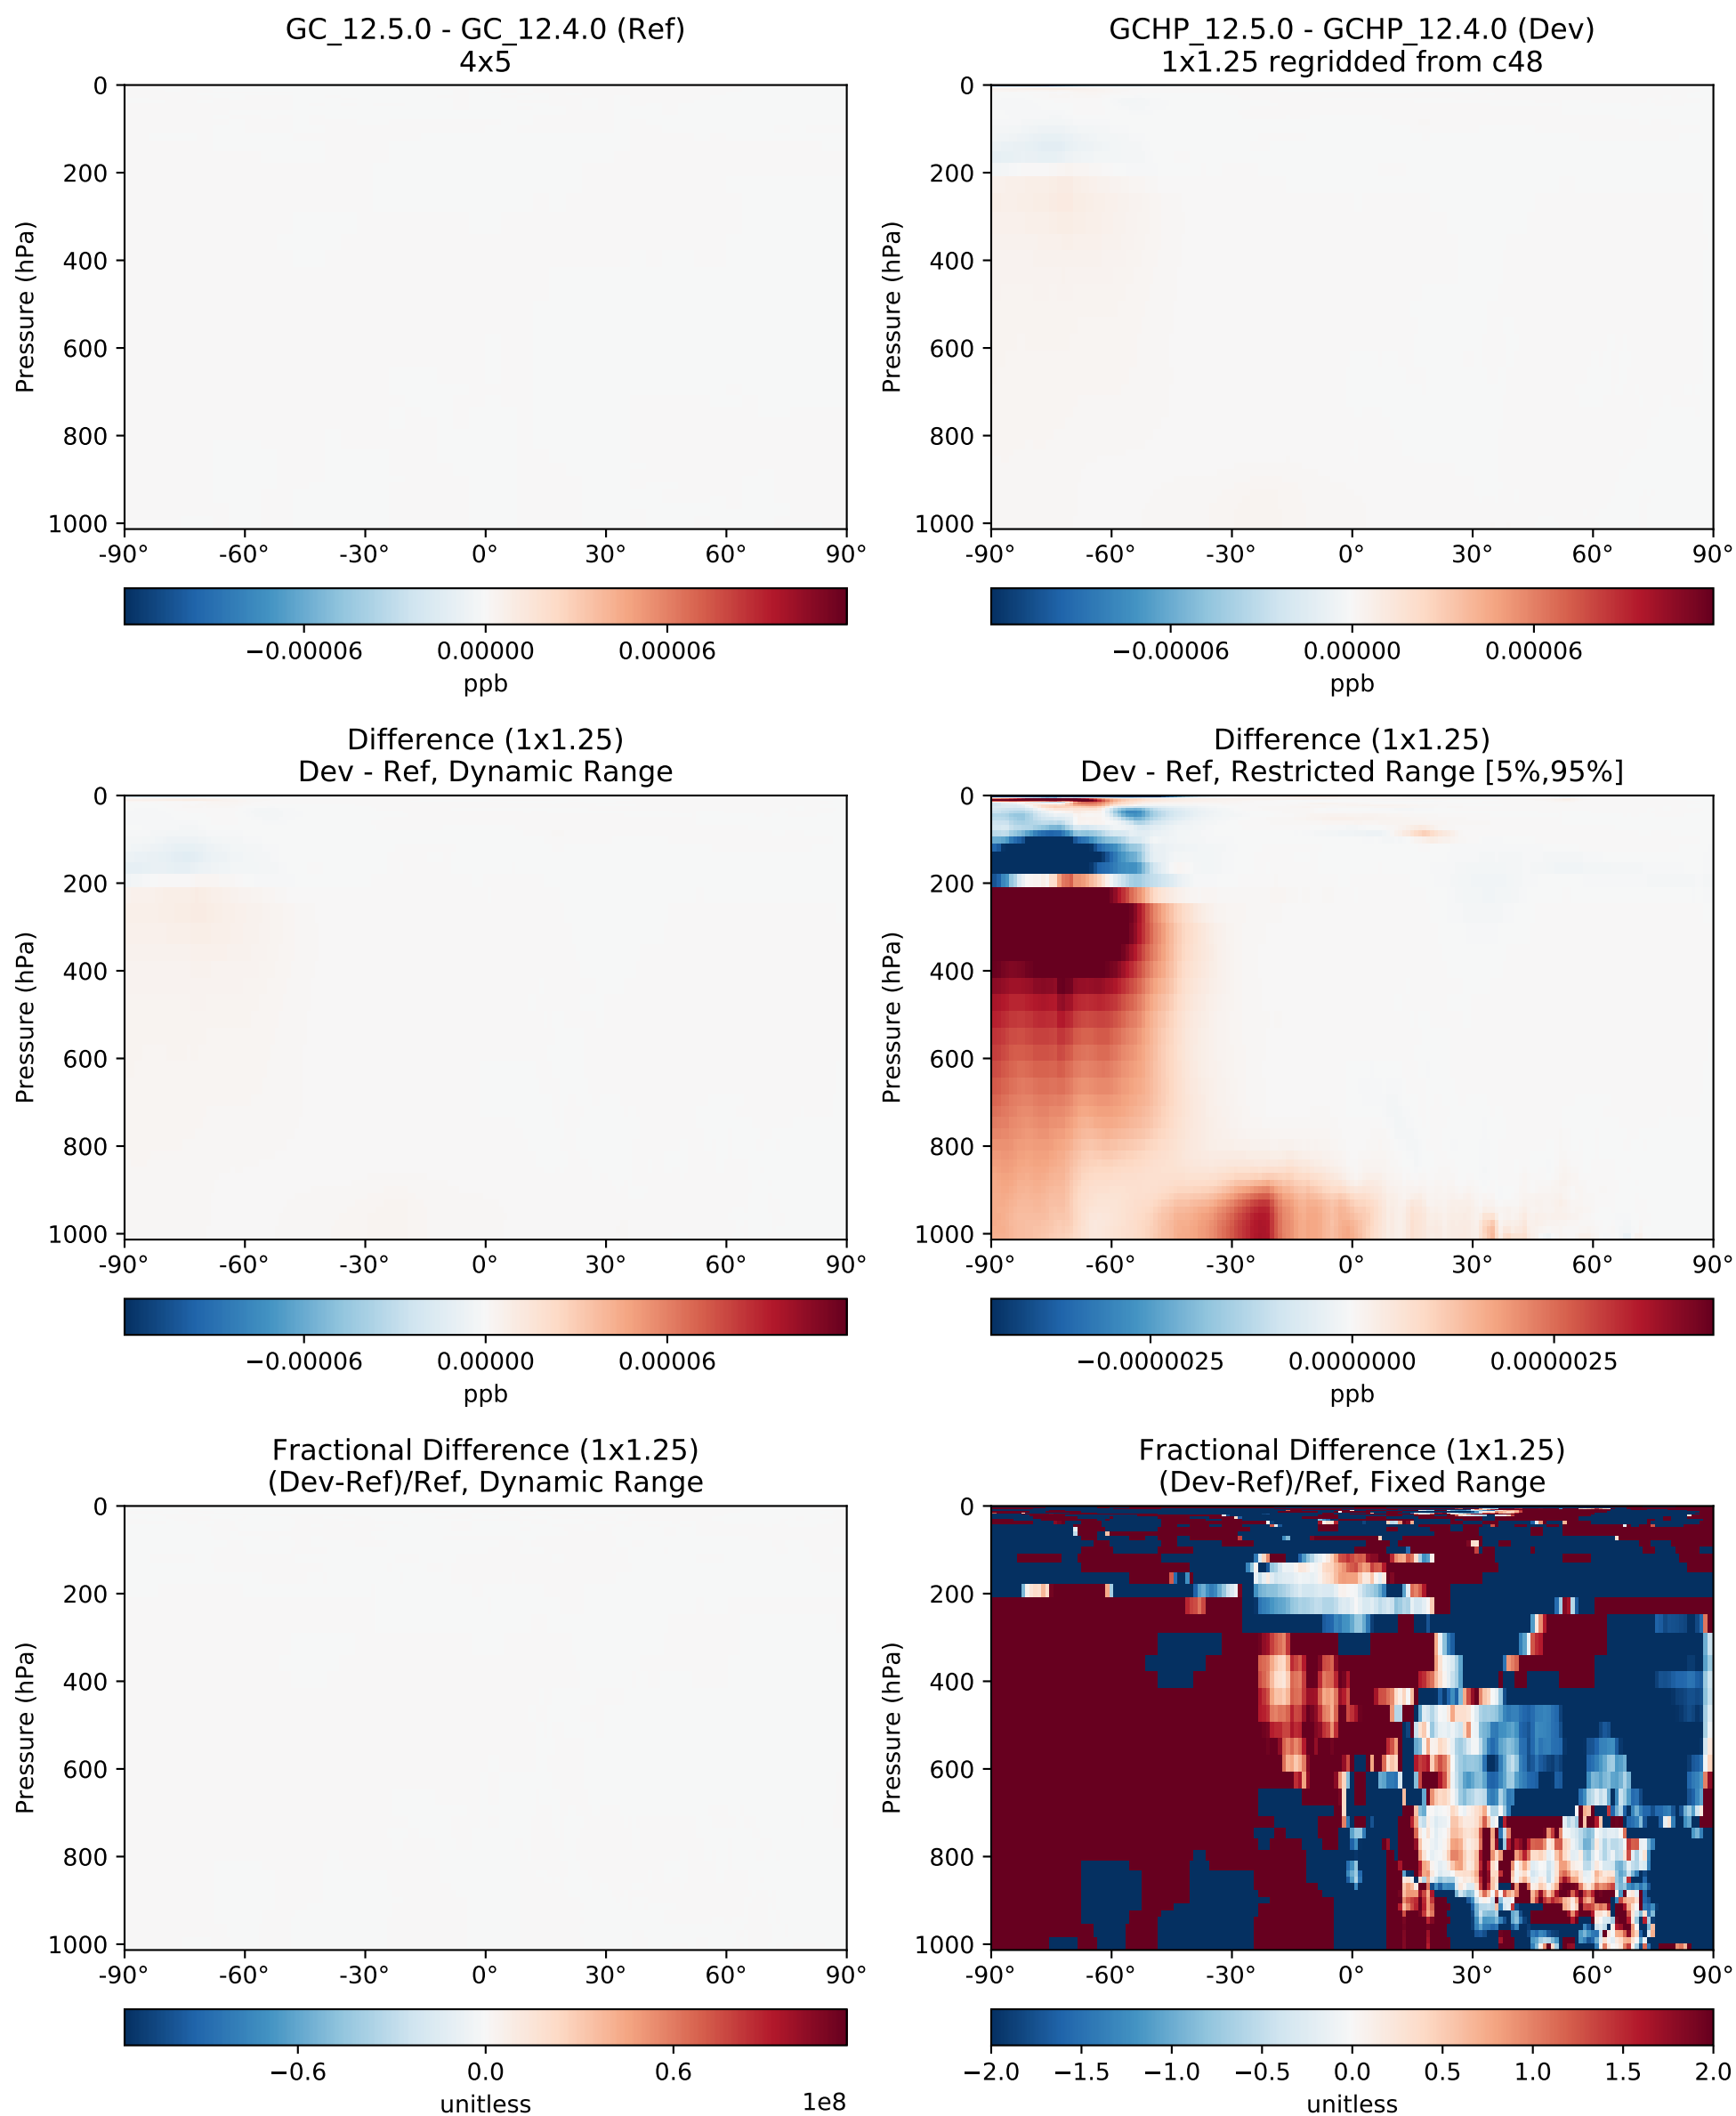 GC_12.5.0 - GC_12.4.0 (Ref)
4x5
GCHP_12.5.0 - GCHP_12.4.0 (Dev)
1x1.25 regridded from c48
0
200
400
600
800
1000
Pressure (hPa)
-90° -60° -30° 0° 30° 60° 90°
−0.00006 0.00000 0.00006
ppb
0
200
400
600
800
1000
Pressure (hPa)
-90° -60° -30° 0° 30° 60° 90°
−0.00006 0.00000 0.00006
ppb
Difference (1x1.25)
Dev - Ref, Dynamic Range
0
200
400
600
800
1000
Pressure (hPa)
-90° -60° -30° 0° 30° 60° 90°
−0.00006 0.00000 0.00006
ppb
Difference (1x1.25)
Dev - Ref, Restricted Range [5%,95%]
0
200
400
600
800
1000
Pressure (hPa)
-90° -60° -30° 0° 30° 60° 90°
−0.0000025 0.0000000 0.0000025
ppb
Fractional Difference (1x1.25)
(Dev-Ref)/Ref, Dynamic Range
0
200
400
600
800
1000
Pressure (hPa)
-90° -60° -30° 0° 30° 60° 90°
−0.6 0.0 0.6
unitless 1e8
Fractional Difference (1x1.25)
(Dev-Ref)/Ref, Fixed Range
0
200
400
600
800
1000
Pressure (hPa)
-90° -60° -30° 0° 30° 60° 90°
−2.0 −1.5 −1.0 −0.5 0.0 0.5 1.0 1.5 2.0
unitless